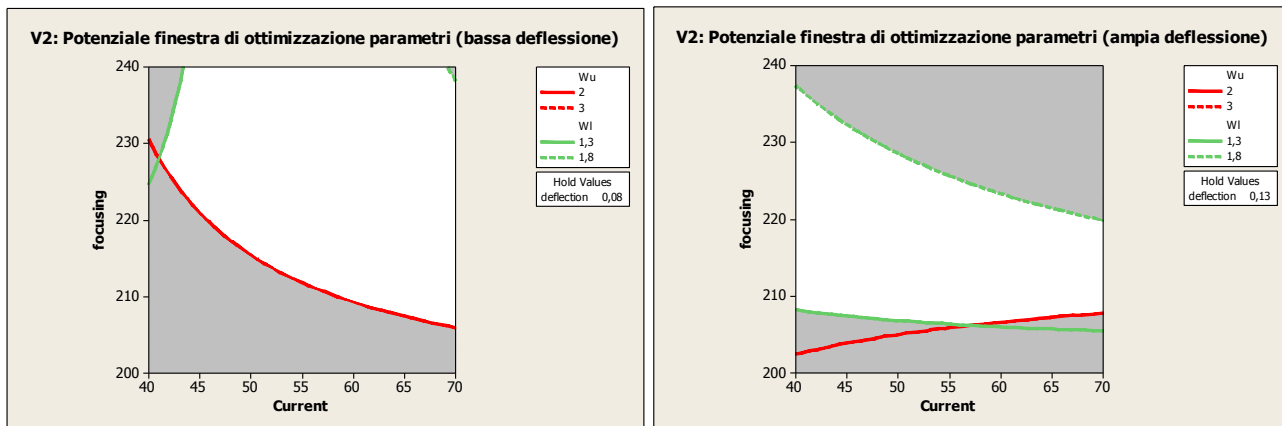 V2: Potenziale finestra di ottimizzazione parametri (bassa deflessione)
240
230
220
210
200
focusing
40 45 50 55 60 65 70
Current
Wu
2
3
Wl
1,3
1,8
Hold Values
deflection 0,08
V2: Potenziale finestra di ottimizzazione parametri (ampia deflessione)
240
230
220
210
200
focusing
40 45 50 55 60 65 70
Current
Wu
2
3
Wl
1,3
1,8
Hold Values
deflection 0,13